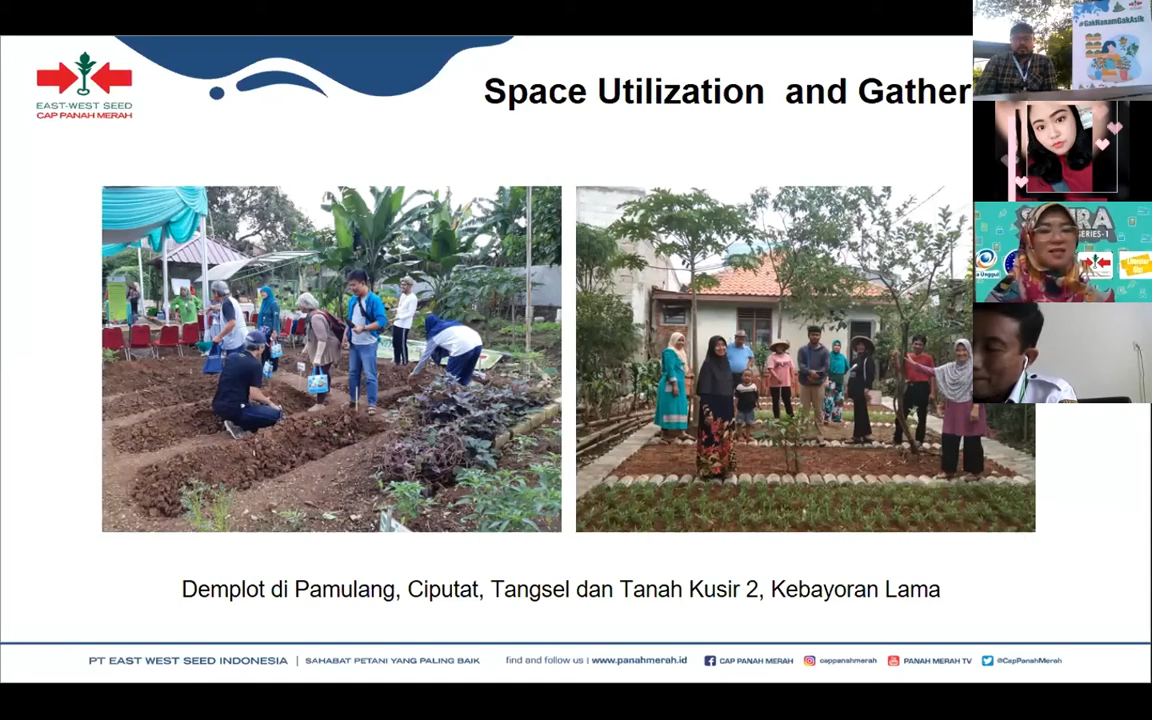 EAST-WEST SEED
CAP PANAH MERAH
Space Utilization and Gather
#GakNanamGakAsik
SERIES-1
Demplot di Pamulang, Ciputat, Tangsel dan Tanah Kusir 2, Kebayoran Lama
PT EAST WEST SEED INDONESIA | SAHABAT PETANI YANG PALING BAIK
find and follow us | www.panahmerah.id
CAP PANAH MERAH
cappanahmerah
PANAH MERAH TV
@CapPanahMerah